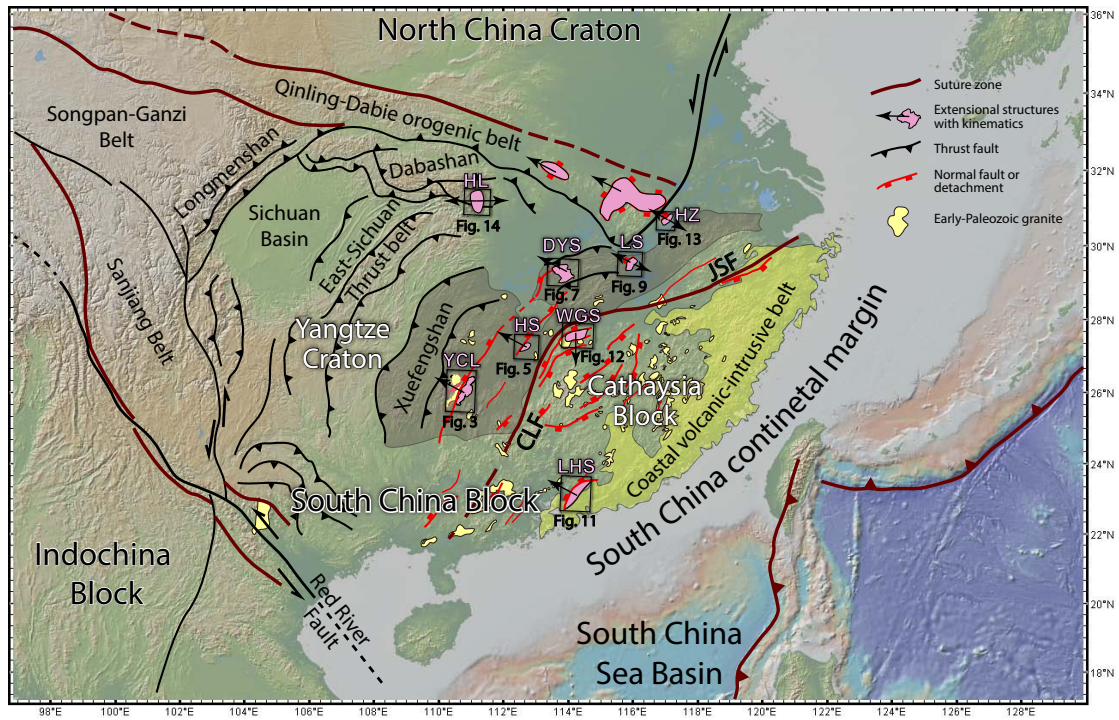 North China Craton
36°N
34°N
32°N
30°N
28°N
26°N
24°N
22°N
20°N
18°N
Suture zone
Extensional structures
with kinematics
Thrust fault
Normal fault or
detachment
Early-Paleozoic granite
Songpan-Ganzi
Belt
Qinling-Dabie orogenic belt
Longmenshan
Dabashan
HL
Fig. 14
Sichuan
Basin
East-Sichuan
Thrust belt
HZ
Fig. 13
DYS
Fig. 7
LS
Fig. 9
JSF
Sanjiang Belt
Yangtze
Craton
Xuefengshan
HS
Fig. 5
WGS
Fig. 12
YCL
Fig. 3
CLF
Cathaysia
Block
Coastal volcanic-intrusive belt
South China continetal margin
LHS
Fig. 11
South China Block
Indochina
Block
Red River
Fault
South China
Sea Basin
98°E
100°E
102°E
104°E
106°E
108°E
110°E
112°E
114°E
116°E
118°E
120°E
122°E
124°E
126°E
128°E